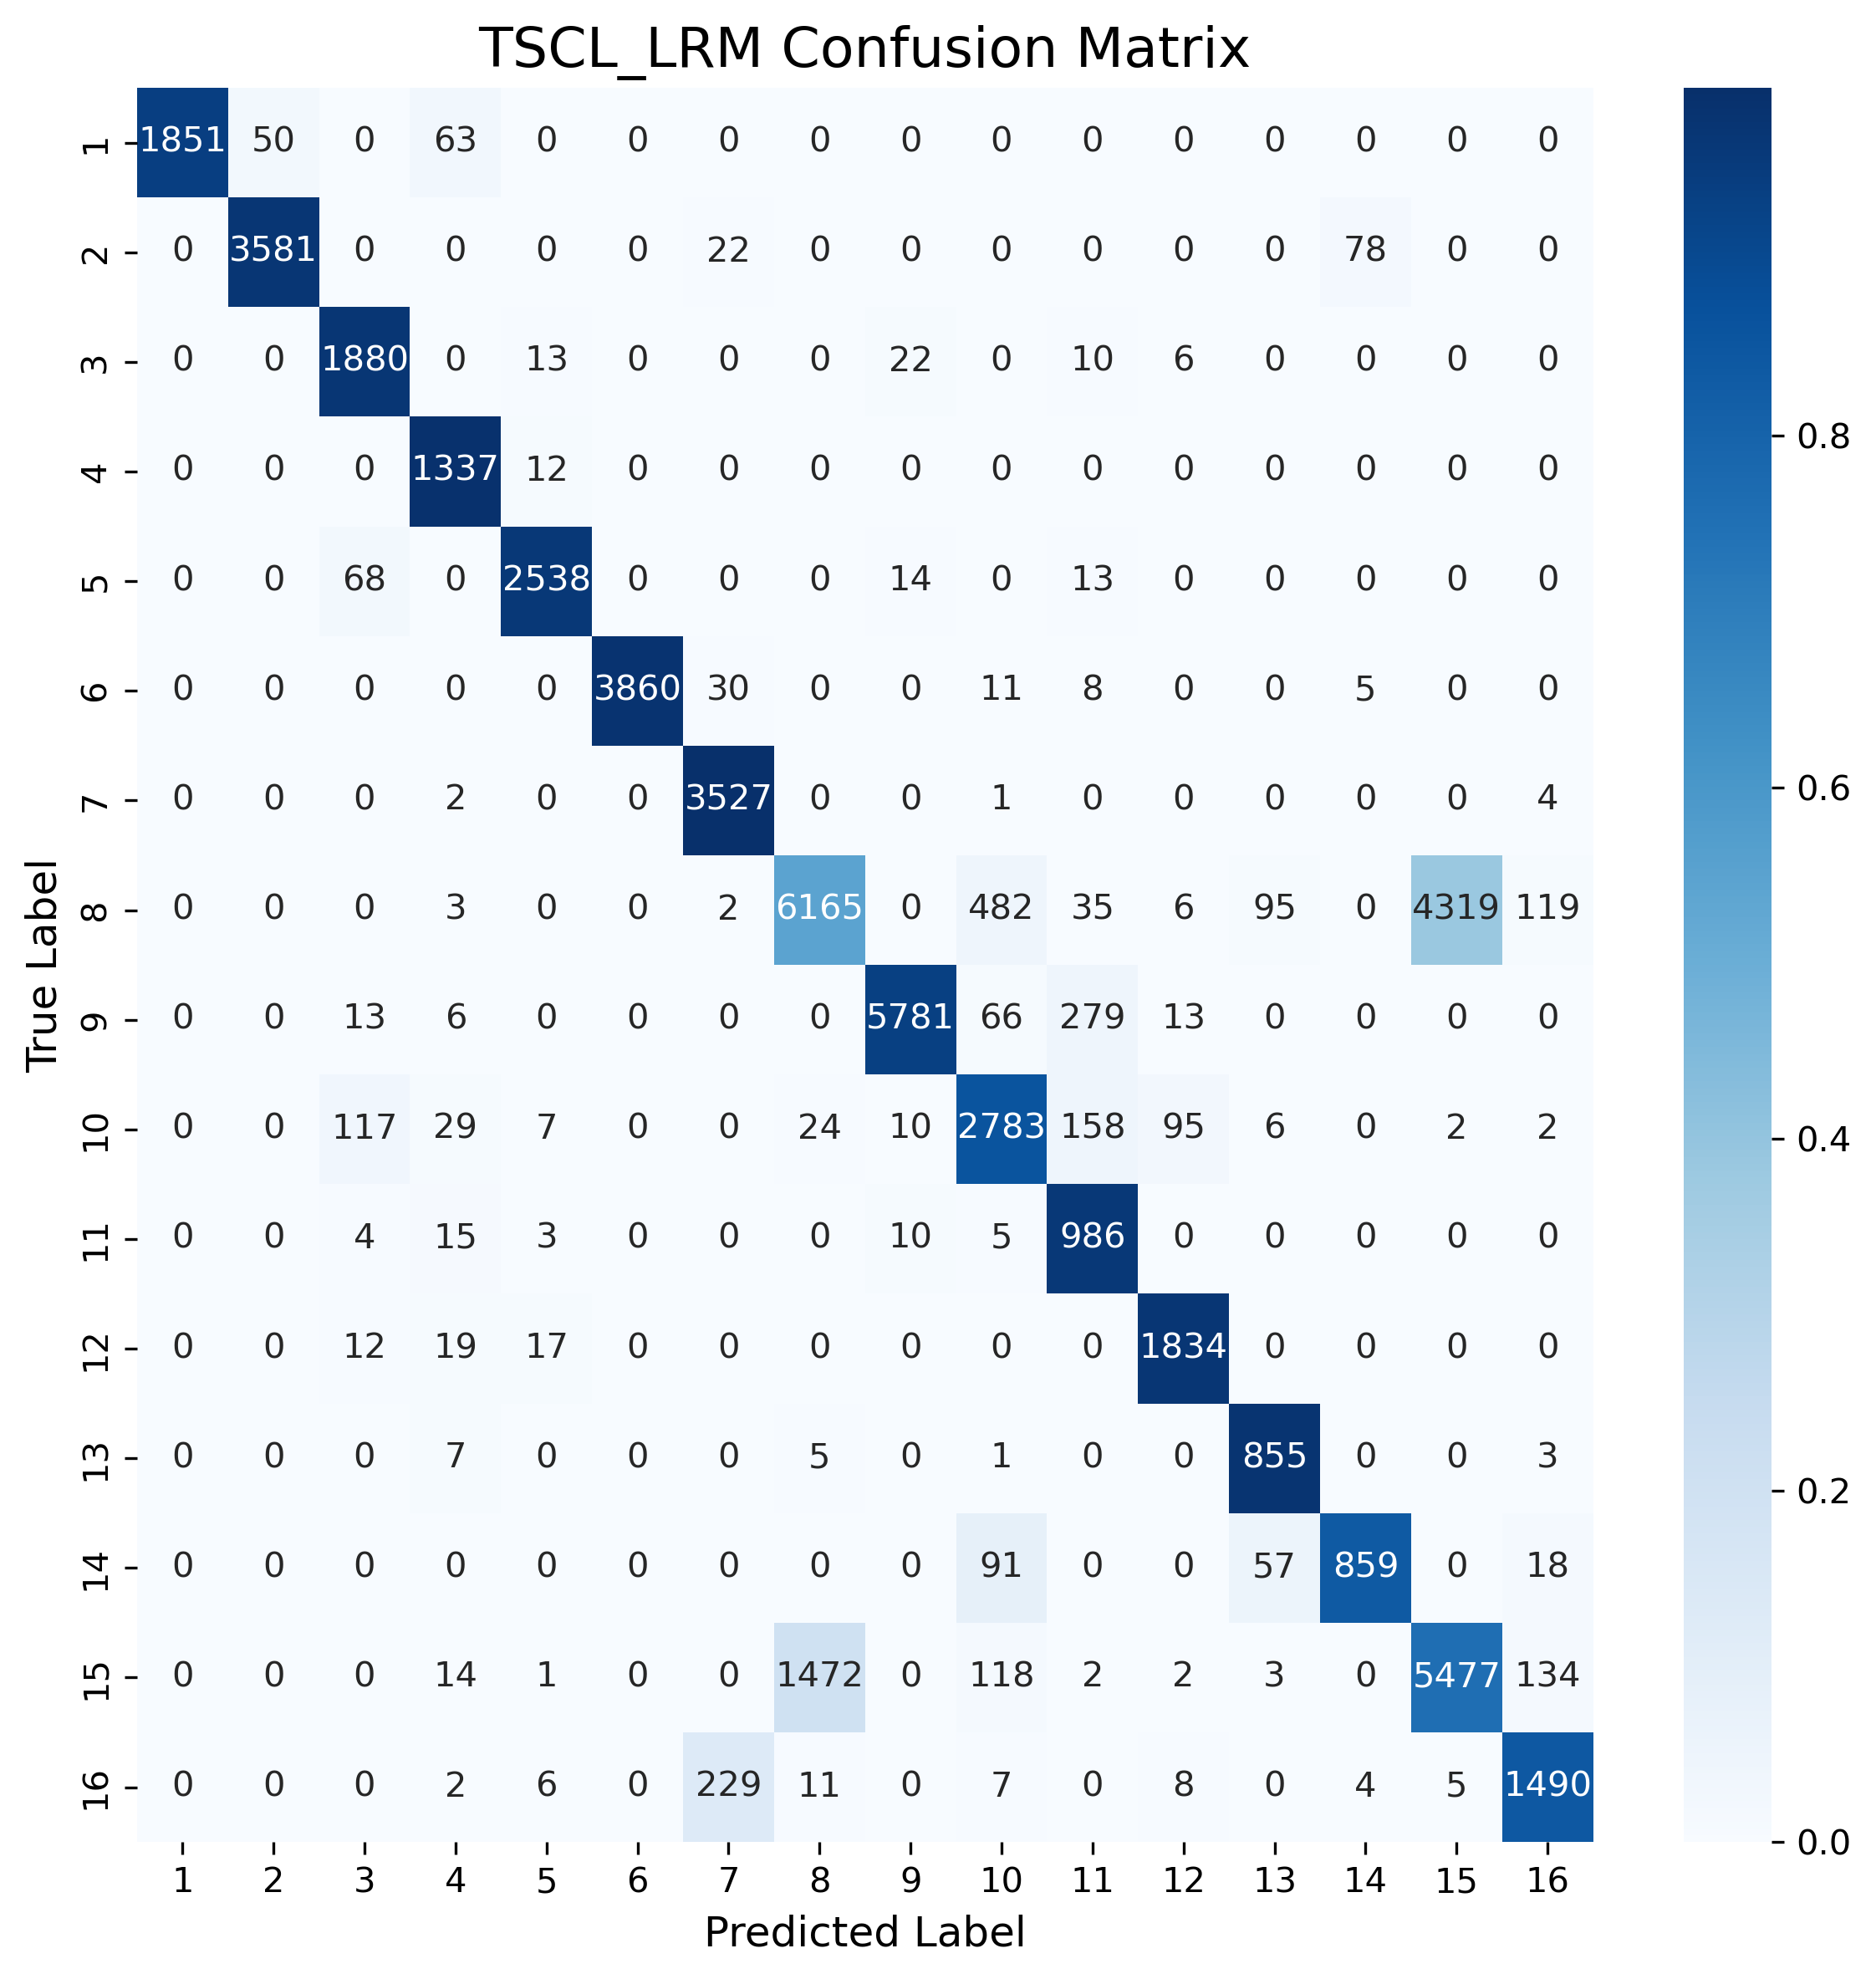 TSCL_LRM Confusion Matrix
1 1851 50 0 63 0 0 0 0 0 0 0 0 0 0 0 0
2 0 3581 0 0 0 0 22 0 0 0 0 0 0 78 0 0
3 0 0 1880 0 13 0 0 0 22 0 10 6 0 0 0 0
4 0 0 0 1337 12 0 0 0 0 0 0 0 0 0 0 0
5 0 0 68 0 2538 0 0 0 14 0 13 0 0 0 0 0
6 0 0 0 0 0 3860 30 0 0 11 8 0 0 5 0 0
7 0 0 0 2 0 0 3527 0 0 1 0 0 0 0 0 4
8 0 0 0 3 0 0 2 6165 0 482 35 6 95 0 4319 119
9 0 0 13 6 0 0 0 0 5781 66 279 13 0 0 0 0
10 0 0 117 29 7 0 0 24 10 2783 158 95 6 0 2 2
11 0 0 4 15 3 0 0 0 10 5 986 0 0 0 0 0
12 0 0 12 19 17 0 0 0 0 0 0 1834 0 0 0 0
13 0 0 0 7 0 0 0 5 0 1 0 0 855 0 0 3
14 0 0 0 0 0 0 0 0 0 91 0 0 57 859 0 18
15 0 0 0 14 1 0 0 1472 0 118 2 2 3 0 5477 134
16 0 0 0 2 6 0 229 11 0 7 0 8 0 4 5 1490
1 2 3 4 5 6 7 8 9 10 11 12 13 14 15 16
Predicted Label
True Label
0.8
0.6
0.4
0.2
0.0